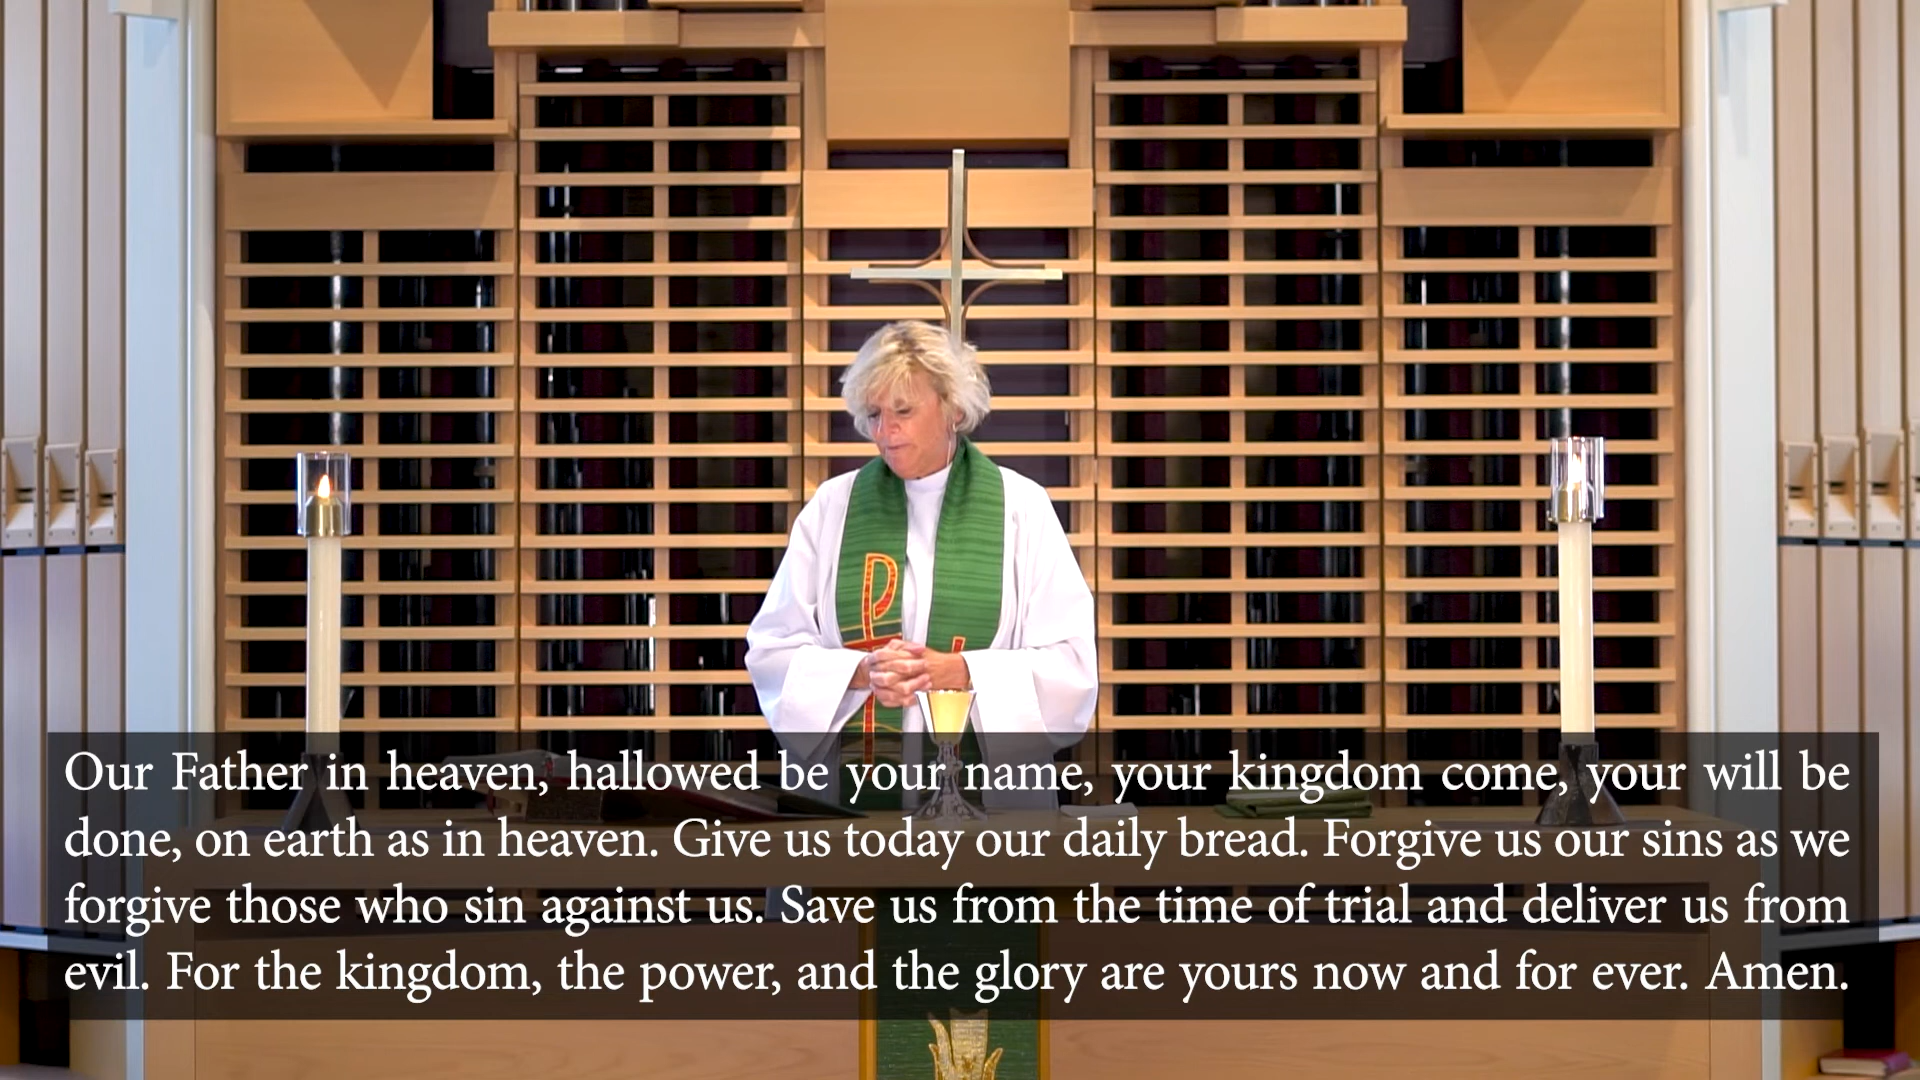 Our Father in heaven, hallowed be your name, your kingdom come, your will be
done, on earth as in heaven. Give us today our daily bread. Forgive us our sins as we
forgive those who sin against us. Save us from the time of trial and deliver us from
evil. For the kingdom, the power, and the glory are yours now and for ever. Amen.